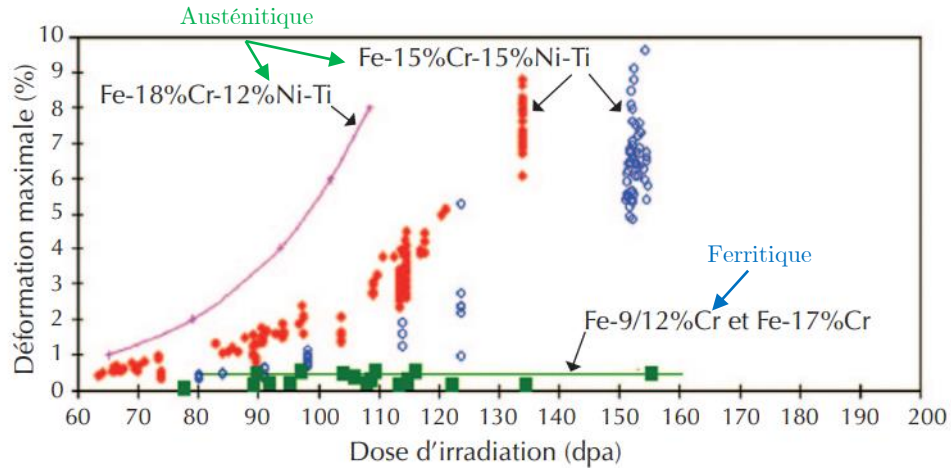 Austénitique
Fe-15%Cr-15%Ni-Ti
Fe-18%Cr-12%Ni-Ti
Ferritique
Fe-9/12%Cr et Fe-17%Cr
Déformation maximale (%)
10
9
8
7
6
5
4
3
2
1
0
60 70 80 90 100 110 120 130 140 150 160 170 180 190 200
Dose d'irradiation (dpa)